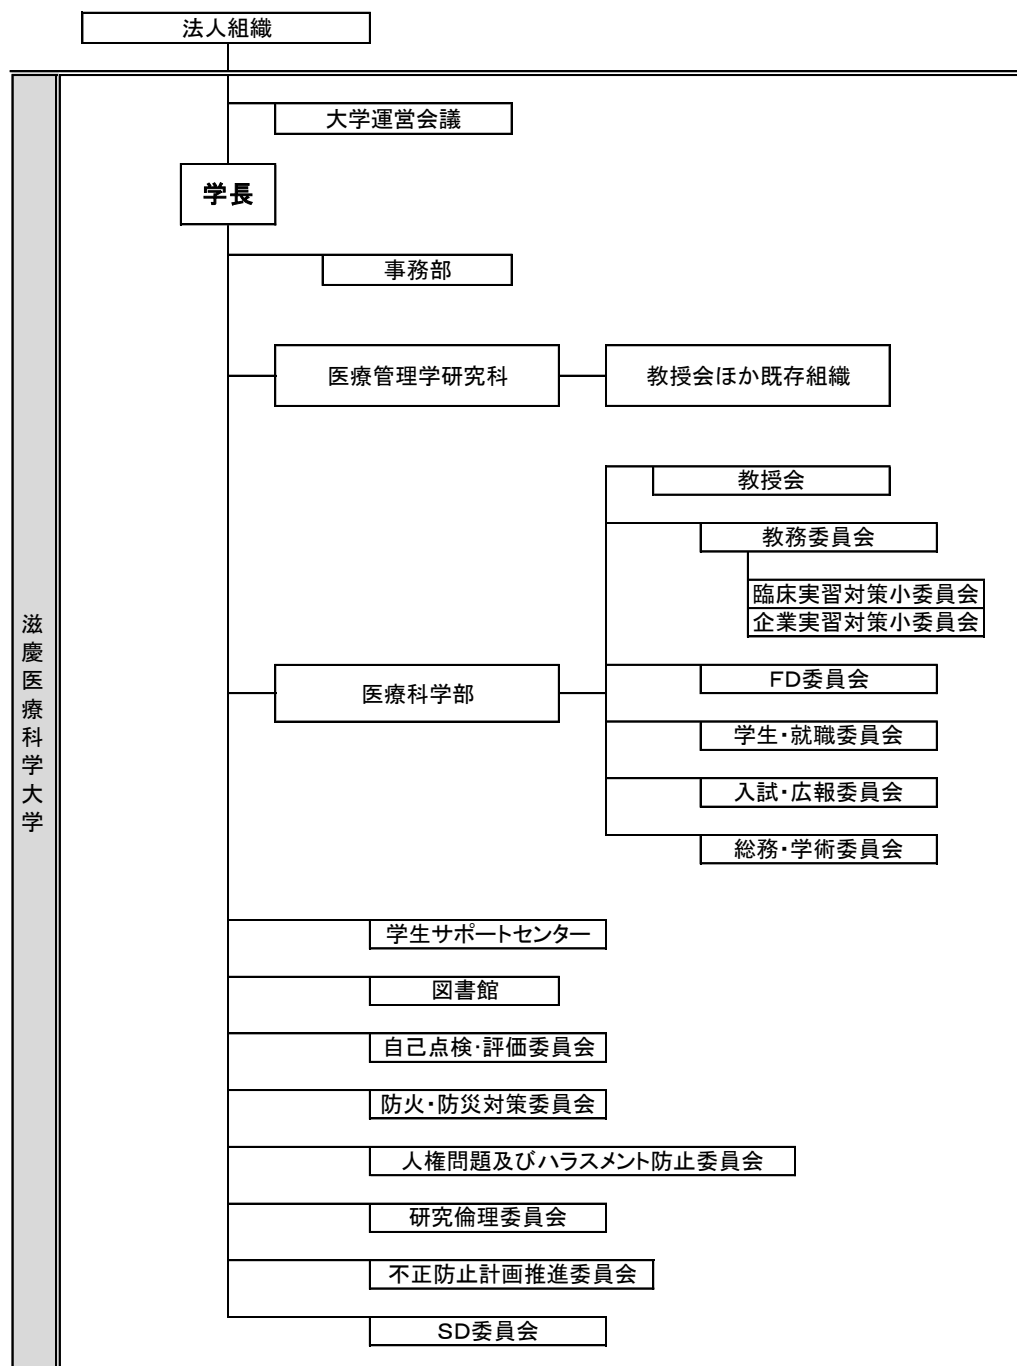 法人組織
大学運営会議
学長
事務部
医療管理学研究科
教授会ほか既存組織
教授会
教務委員会
臨床実習対策小委員会
企業実習対策小委員会
医療科学部
FD委員会
学生・就職委員会
入試・広報委員会
総務・学術委員会
滋慶医療科学大学
学生サポートセンター
図書館
自己点検・評価委員会
防火・防災対策委員会
人権問題及びハラスメント防止委員会
研究倫理委員会
不正防止計画推進委員会
SD委員会